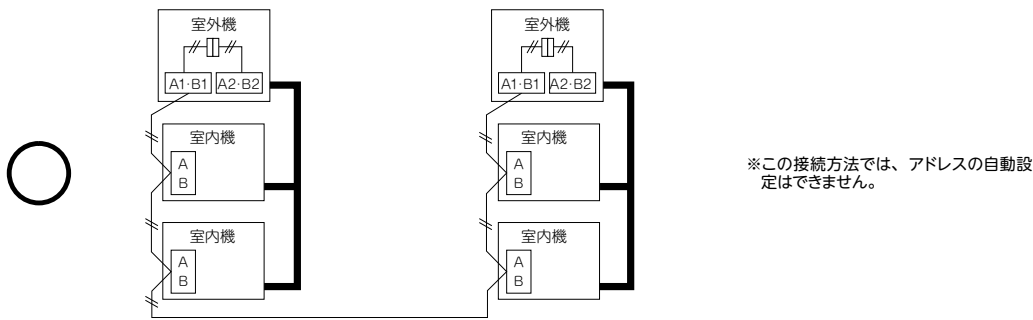 室外機
A1·B1 A2·B2
室内機
A
B
室内機
A
B
室外機
A1·B1 A2·B2
室内機
A
B
室内機
A
B
※この接続方法では、アドレスの自動設
定はできません。